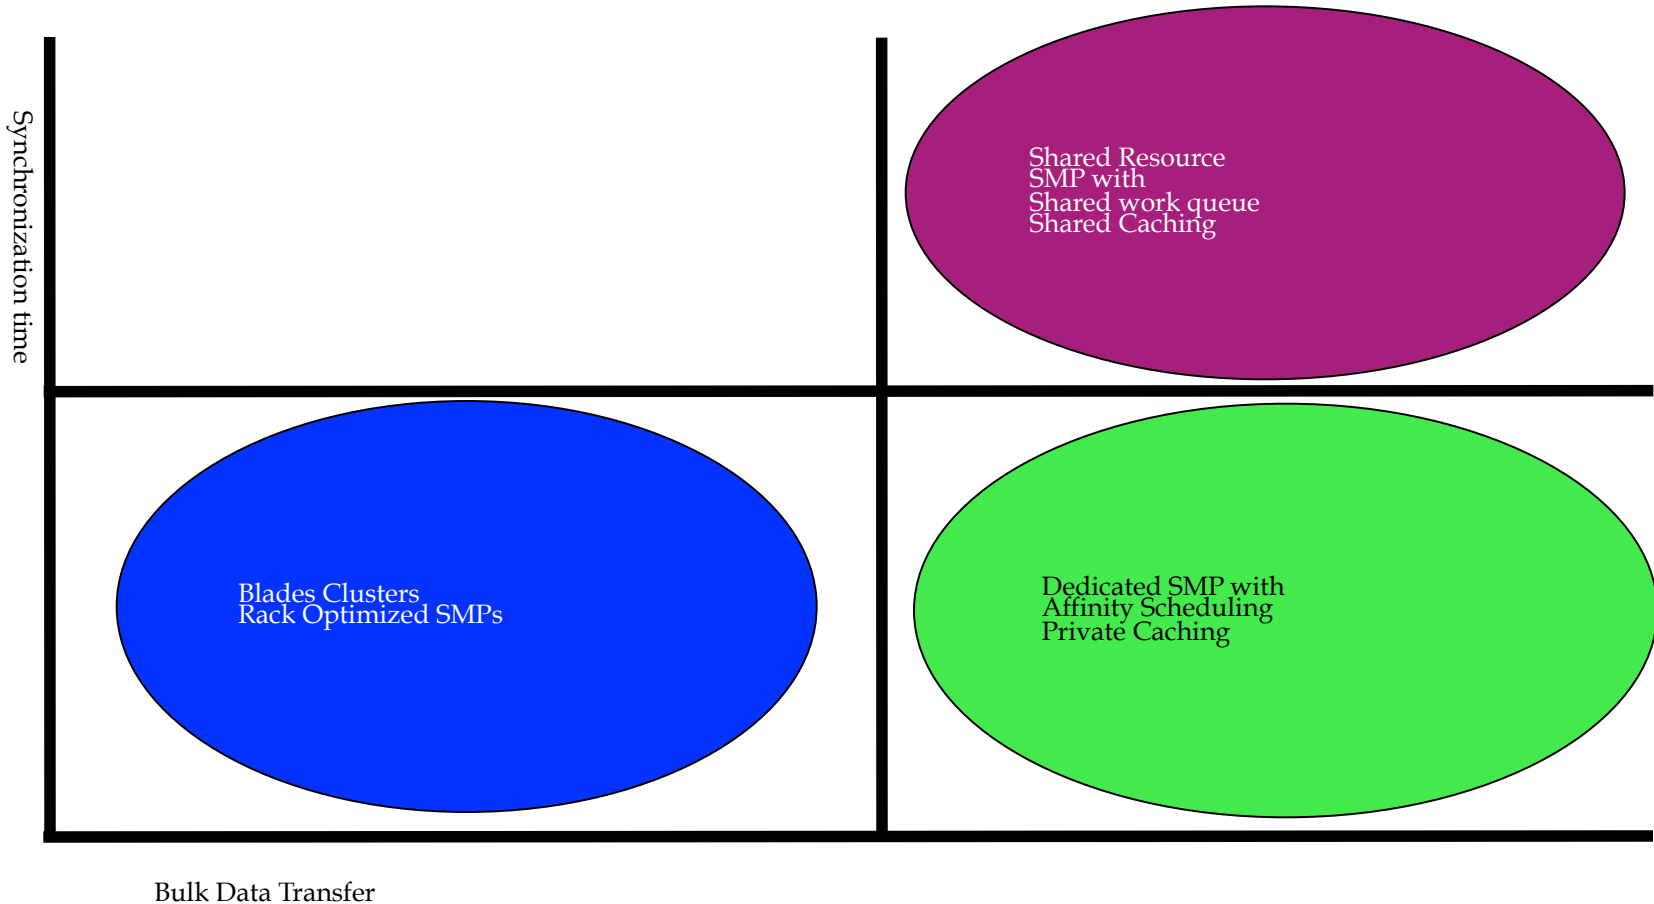 Synchronization time
Shared Resource
SMP with
Shared work queue
Shared Caching
Blades Clusters
Rack Optimized SMPs
Dedicated SMP with
Affinity Scheduling
Private Caching
Bulk Data Transfer